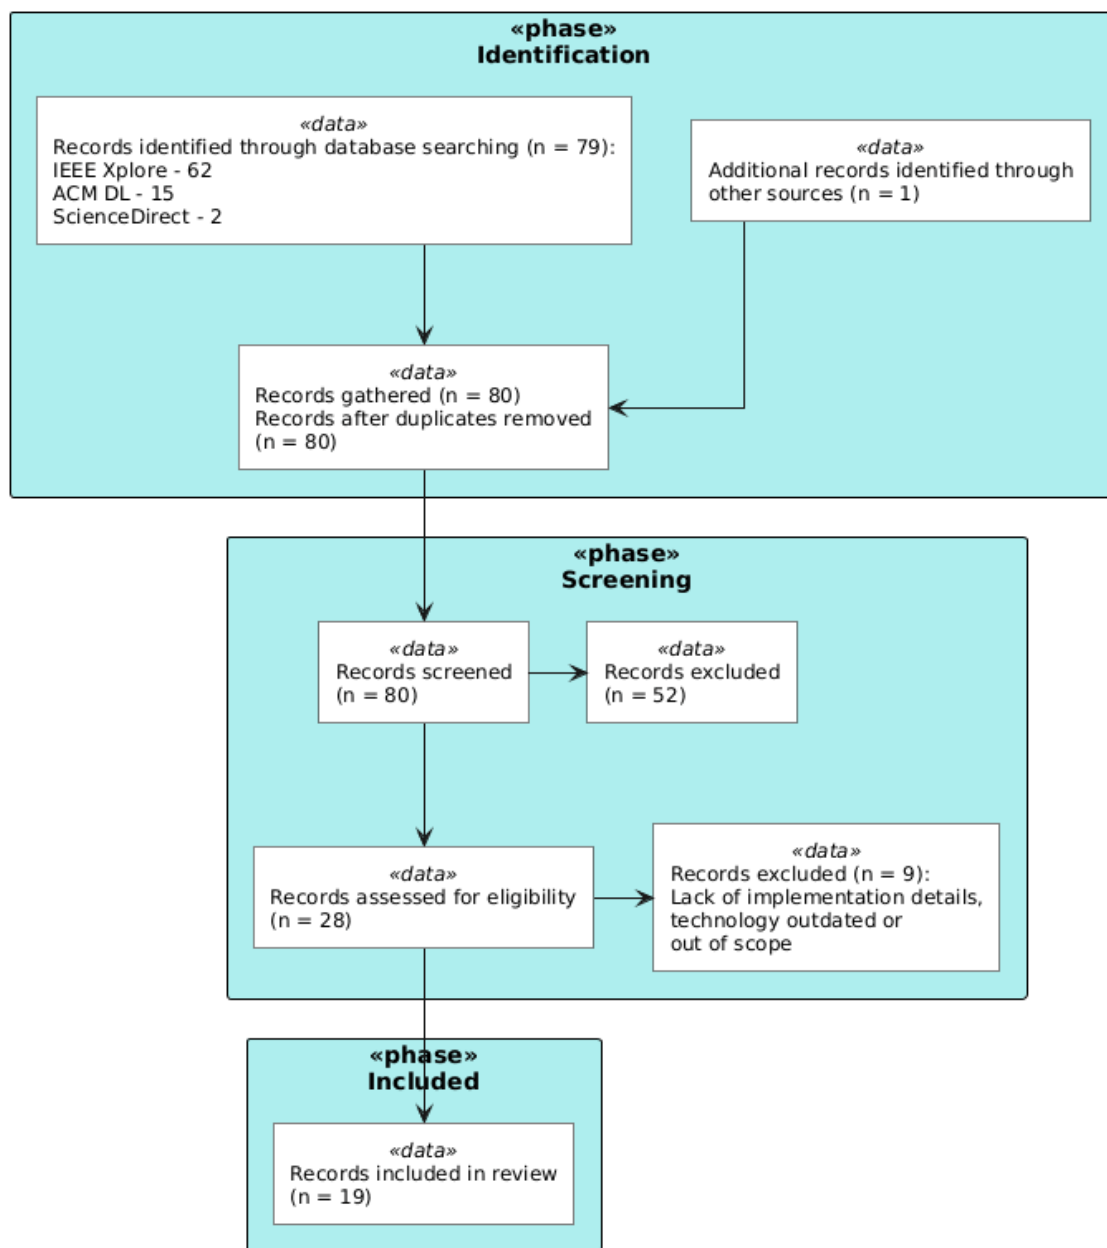 «phase»
Identification
«data»
Records identified through database searching (n = 79):
IEEE Xplore - 62
ACM DL - 15
ScienceDirect - 2
«data»
Additional records identified through
other sources (n = 1)
«data»
Records gathered (n = 80)
Records after duplicates removed
(n = 80)
«phase»
Screening
«data»
Records screened
(n = 80)
«data»
Records excluded
(n = 52)
«data»
Records assessed for eligibility
(n = 28)
«data»
Records excluded (n = 9):
Lack of implementation details,
technology outdated or
out of scope
«phase»
Included
«data»
Records included in review
(n = 19)